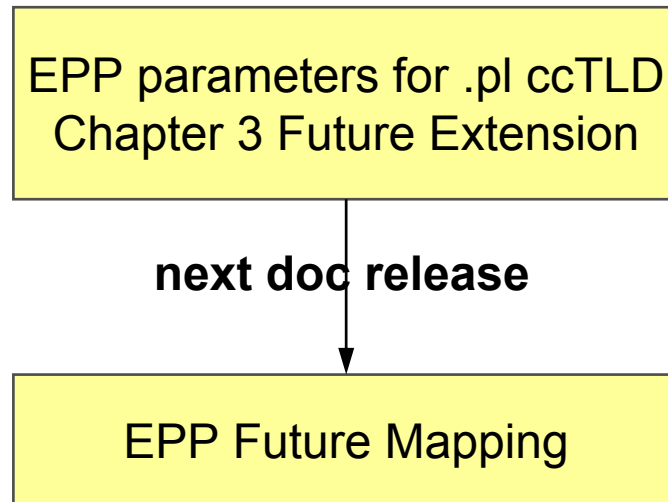 EPP parameters for .pl ccTLD
Chapter 3 Future Extension
next doc release
EPP Future Mapping